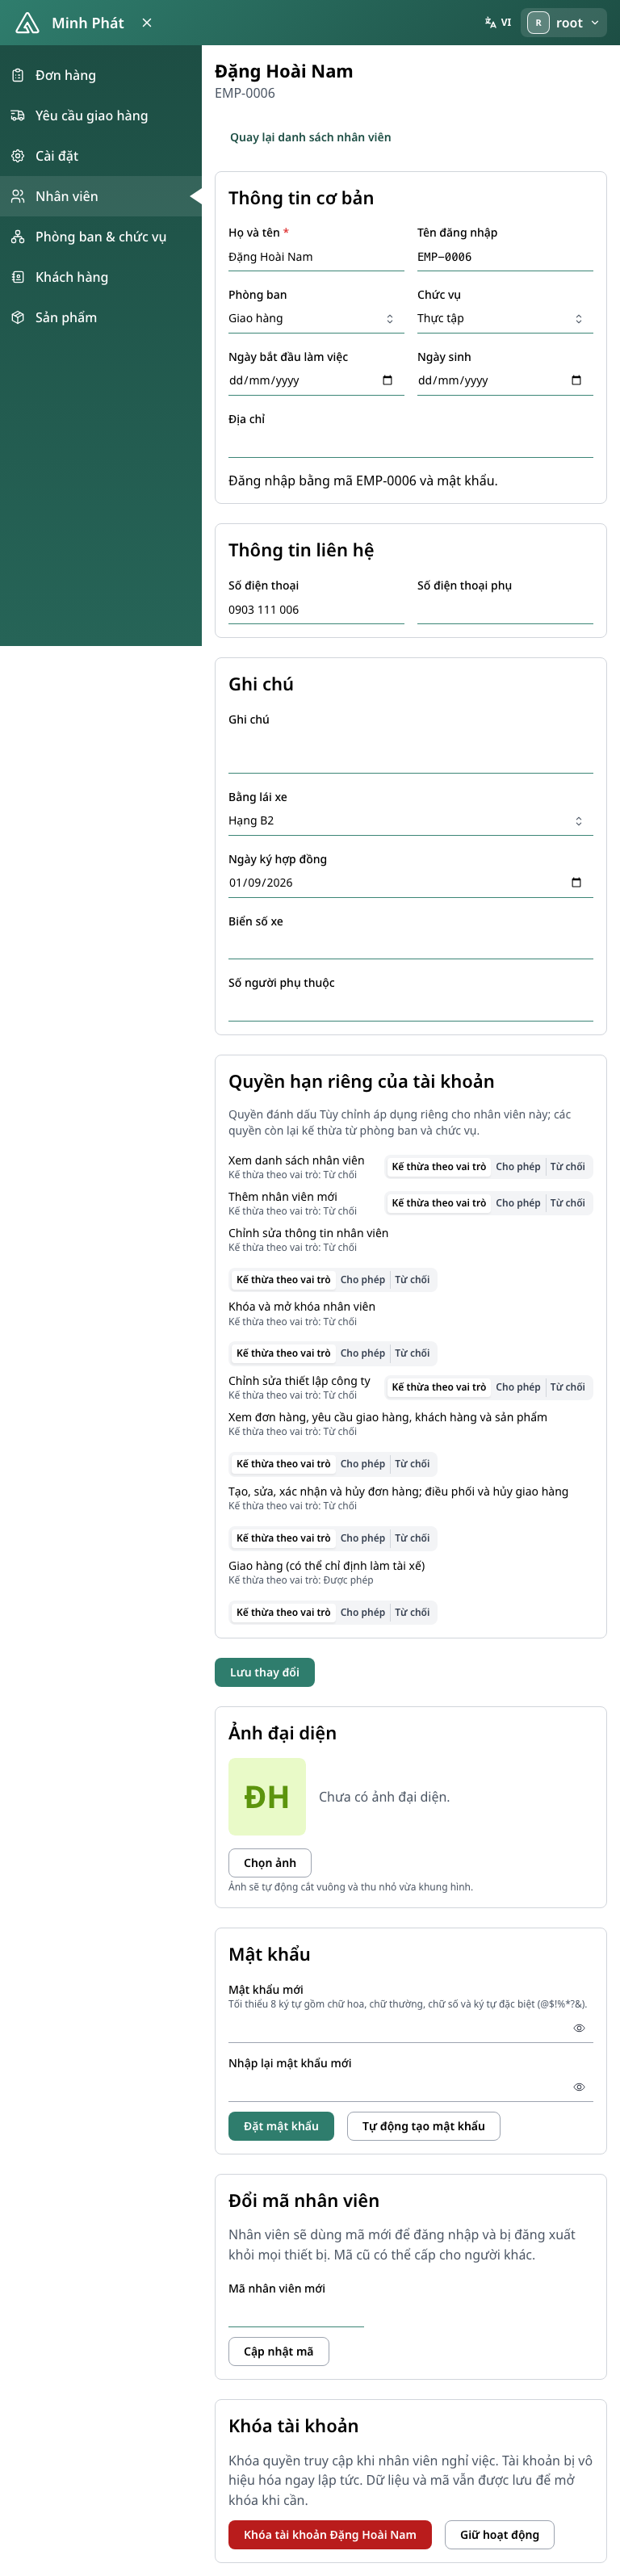 Minh Phát
VI
R
root
Đơn hàng
Yêu cầu giao hàng
Cài đặt
Nhân viên
Phòng ban & chức vụ
Khách hàng
Sản phẩm
Đặng Hoài Nam
EMP-0006
Quay lại danh sách nhân viên
Thông tin cơ bản
Họ và tên *
Tên đăng nhập
Đặng Hoài Nam
EMP-0006
Phòng ban
Chức vụ
Giao hàng
Thực tập
Ngày bắt đầu làm việc
Ngày sinh
dd/mm/yyyy
dd/mm/yyyy
Địa chỉ
Đăng nhập bằng mã EMP-0006 và mật khẩu.
Thông tin liên hệ
Số điện thoại
Số điện thoại phụ
0903 111 006
Ghi chú
Ghi chú
Bằng lái xe
Hạng B2
Ngày ký hợp đồng
01/09/2026
Biển số xe
Số người phụ thuộc
Quyền hạn riêng của tài khoản
Quyền đánh dấu Tùy chỉnh áp dụng riêng cho nhân viên này; các
quyền còn lại kế thừa từ phòng ban và chức vụ.
Xem danh sách nhân viên
Kế thừa theo vai trò: Từ chối
Kế thừa theo vai trò Cho phép Từ chối
Thêm nhân viên mới
Kế thừa theo vai trò: Từ chối
Kế thừa theo vai trò Cho phép Từ chối
Chỉnh sửa thông tin nhân viên
Kế thừa theo vai trò: Từ chối
Kế thừa theo vai trò Cho phép Từ chối
Khóa và mở khóa nhân viên
Kế thừa theo vai trò: Từ chối
Kế thừa theo vai trò Cho phép Từ chối
Chỉnh sửa thiết lập công ty
Kế thừa theo vai trò: Từ chối
Kế thừa theo vai trò Cho phép Từ chối
Xem đơn hàng, yêu cầu giao hàng, khách hàng và sản phẩm
Kế thừa theo vai trò: Từ chối
Kế thừa theo vai trò Cho phép Từ chối
Tạo, sửa, xác nhận và hủy đơn hàng; điều phối và hủy giao hàng
Kế thừa theo vai trò: Từ chối
Kế thừa theo vai trò Cho phép Từ chối
Giao hàng (có thể chỉ định làm tài xế)
Kế thừa theo vai trò: Được phép
Kế thừa theo vai trò Cho phép Từ chối
Lưu thay đổi
Ảnh đại diện
ĐH
Chưa có ảnh đại diện.
Chọn ảnh
Ảnh sẽ tự động cắt vuông và thu nhỏ vừa khung hình.
Mật khẩu
Mật khẩu mới
Tối thiểu 8 ký tự gồm chữ hoa, chữ thường, chữ số và ký tự đặc biệt (@$!%*?&).
Nhập lại mật khẩu mới
Đặt mật khẩu
Tự động tạo mật khẩu
Đổi mã nhân viên
Nhân viên sẽ dùng mã mới để đăng nhập và bị đăng xuất
khỏi mọi thiết bị. Mã cũ có thể cấp cho người khác.
Mã nhân viên mới
Cập nhật mã
Khóa tài khoản
Khóa quyền truy cập khi nhân viên nghỉ việc. Tài khoản bị vô
hiệu hóa ngay lập tức. Dữ liệu và mã vẫn được lưu để mở
khóa khi cần.
Khóa tài khoản Đặng Hoài Nam
Giữ hoạt động